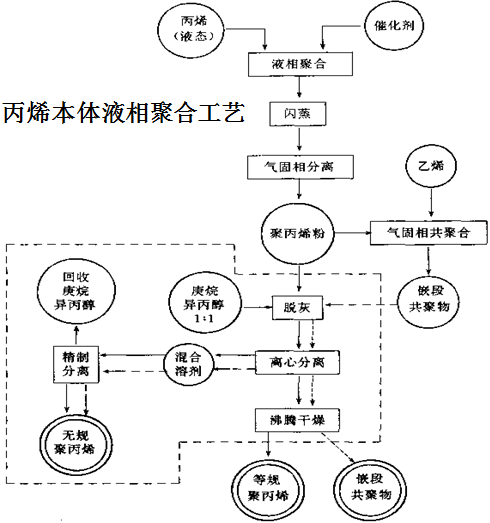 丙烯
（液态）
催化剂
液相聚合
丙烯本体液相聚合工艺
闪蒸
气固相分离
乙烯
聚丙烯粉
气固相共聚合
回收
庚烷
异丙醇
庚烷
异丙醇
1:1
脱灰
嵌段
共聚物
精制
分离
混合
溶剂
离心分离
沸腾干燥
无规
聚丙烯
等规
聚丙烯
嵌段
共聚物